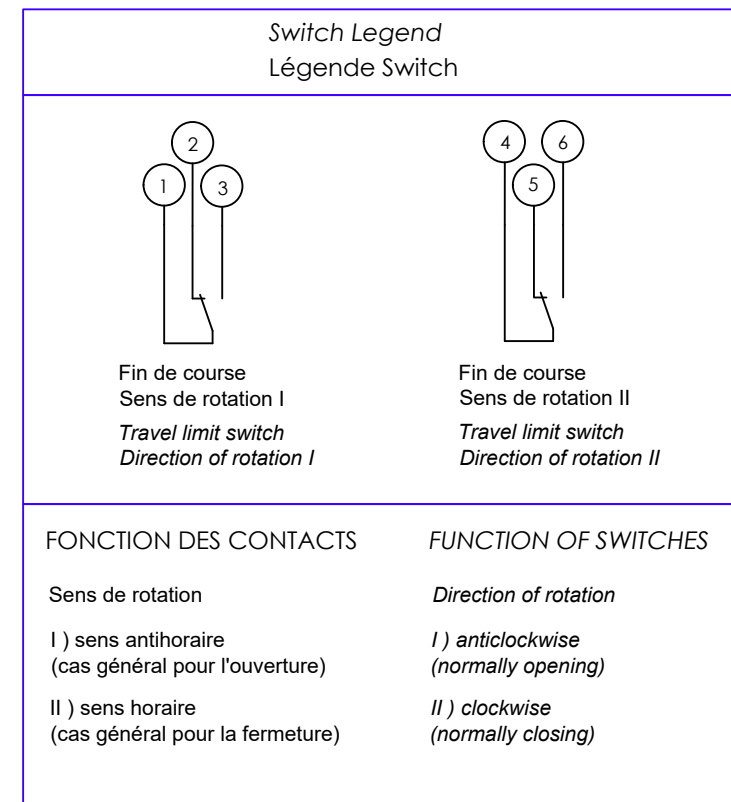 Switch Legend
Légende Switch
2
1
3
4
6
5
Fin de course
Sens de rotation I
Travel limit switch
Direction of rotation I
Fin de course
Sens de rotation II
Travel limit switch
Direction of rotation II
FONCTION DES CONTACTS
Sens de rotation
I ) sens antihoraire
(cas général pour l'ouverture)
II ) sens horaire
(cas général pour la fermeture)
FUNCTION OF SWITCHES
Direction of rotation
I ) anticlockwise
(normally opening)
II ) clockwise
(normally closing)